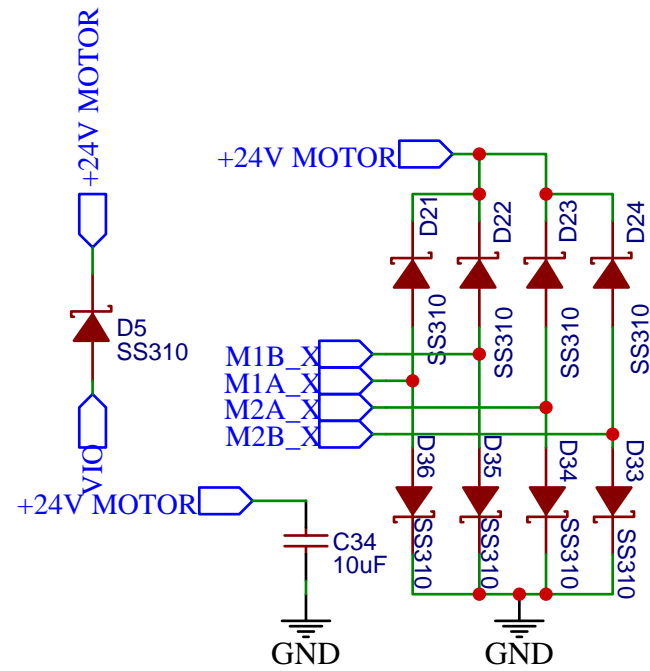 +24V MOTOR
+24V MOTOR
D21
D22
D23
D24
D5
SS310
SS310
SS310
SS310
SS310
M1B_X
M1A_X
M2A_X
M2B_X
VIO
D36
D35
D34
D33
+24V MOTOR
SS310
SS310
SS310
SS310
C34
10uF
GND
GND